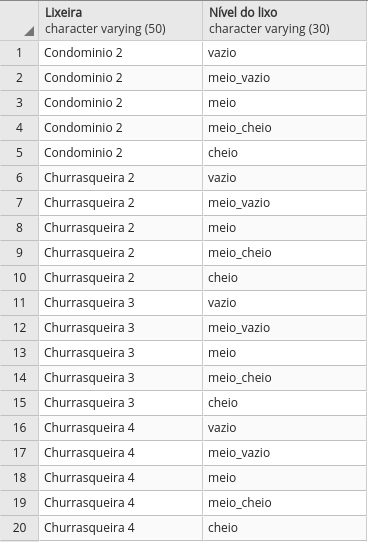 Lixeira Nível do lixo
character varying (50) character varying (30)
1 Condominio 2 vazio
2 Condominio 2 meio_vazio
3 Condominio 2 meio
4 Condominio 2 meio_cheio
5 Condominio 2 cheio
6 Churrasqueira 2 vazio
7 Churrasqueira 2 meio_vazio
8 Churrasqueira 2 meio
9 Churrasqueira 2 meio_cheio
10 Churrasqueira 2 cheio
11 Churrasqueira 3 vazio
12 Churrasqueira 3 meio_vazio
13 Churrasqueira 3 meio
14 Churrasqueira 3 meio_cheio
15 Churrasqueira 3 cheio
16 Churrasqueira 4 vazio
17 Churrasqueira 4 meio_vazio
18 Churrasqueira 4 meio
19 Churrasqueira 4 meio_cheio
20 Churrasqueira 4 cheio